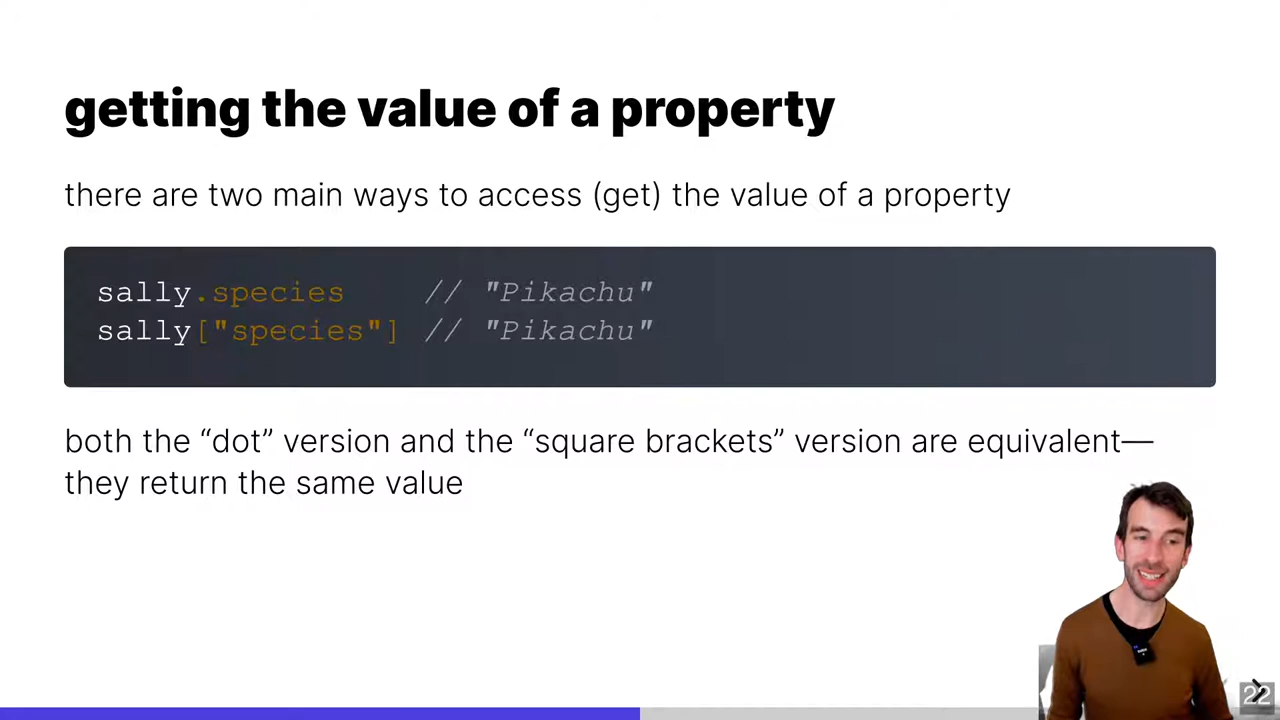 getting the value of a property
there are two main ways to access (get) the value of a property
sally.species    // "Pikachu"
sally["species"] // "Pikachu"
both the “dot” version and the “square brackets” version are equivalent—
they return the same value
22